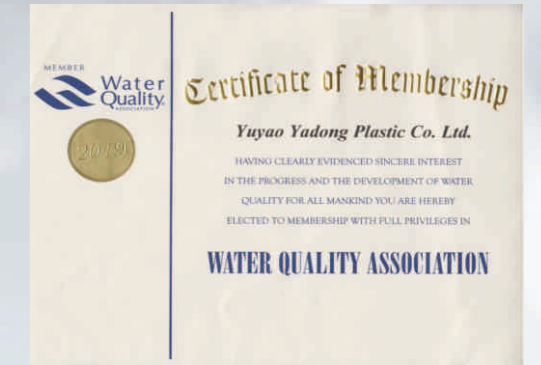 MEMBER
Water
Quality
ASSOCIATION
2019
Certificate of Membership
Yuyao Yadong Plastic Co. Ltd.
HAVING CLEARLY EVIDENCED SINCERE INTEREST
IN THE PROGRESS AND THE DEVELOPMENT OF WATER
QUALITY FOR ALL MANKIND YOU ARE HEREBY
ELECTED TO MEMBERSHIP WITH FULL PRIVILEGES IN
WATER QUALITY ASSOCIATION